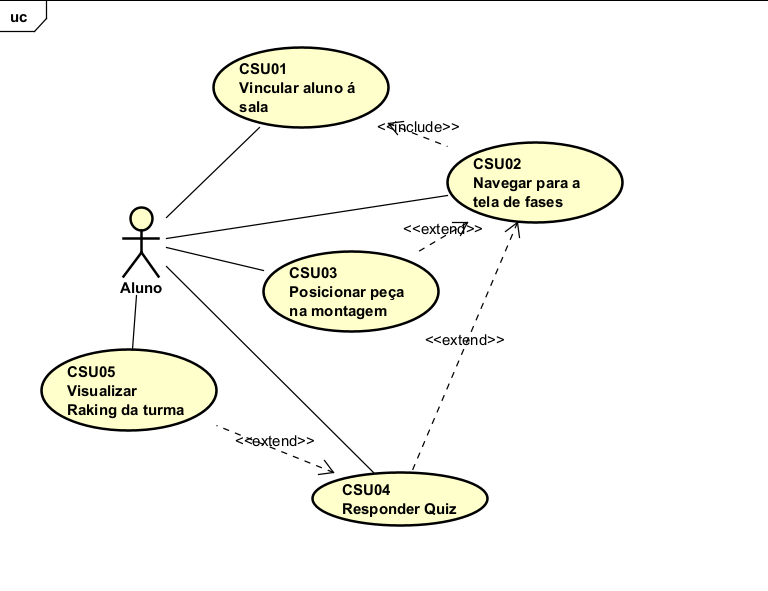 uc
CSU01
Vincular aluno á
sala
<<include>>
CSU02
Navegar para a
tela de fases
<<extend>>
CSU03
Posicionar peça
na montagem
Aluno
<<extend>>
CSU05
Visualizar
Raking da turma
<<extend>>
CSU04
Responder Quiz